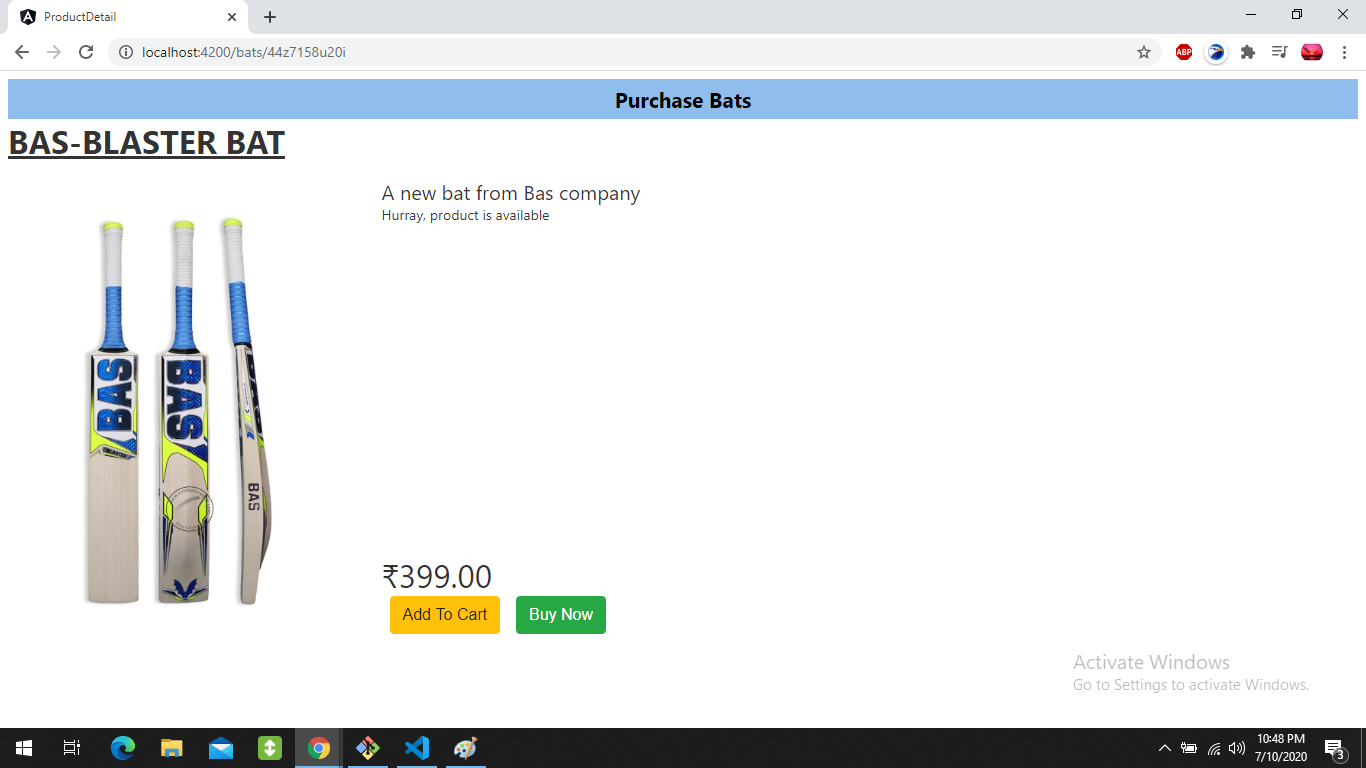 ProductDetail
localhost:4200/bats/44z7158u20i
ABP
Purchase Bats
BAS-BLASTER BAT
A new bat from Bas company
Hurray, product is available
BAS
BLASTER
BAS
BAS
₹399.00
Add To Cart
Buy Now
Activate Windows
Go to Settings to activate Windows.
10:48 PM
7/10/2020
3